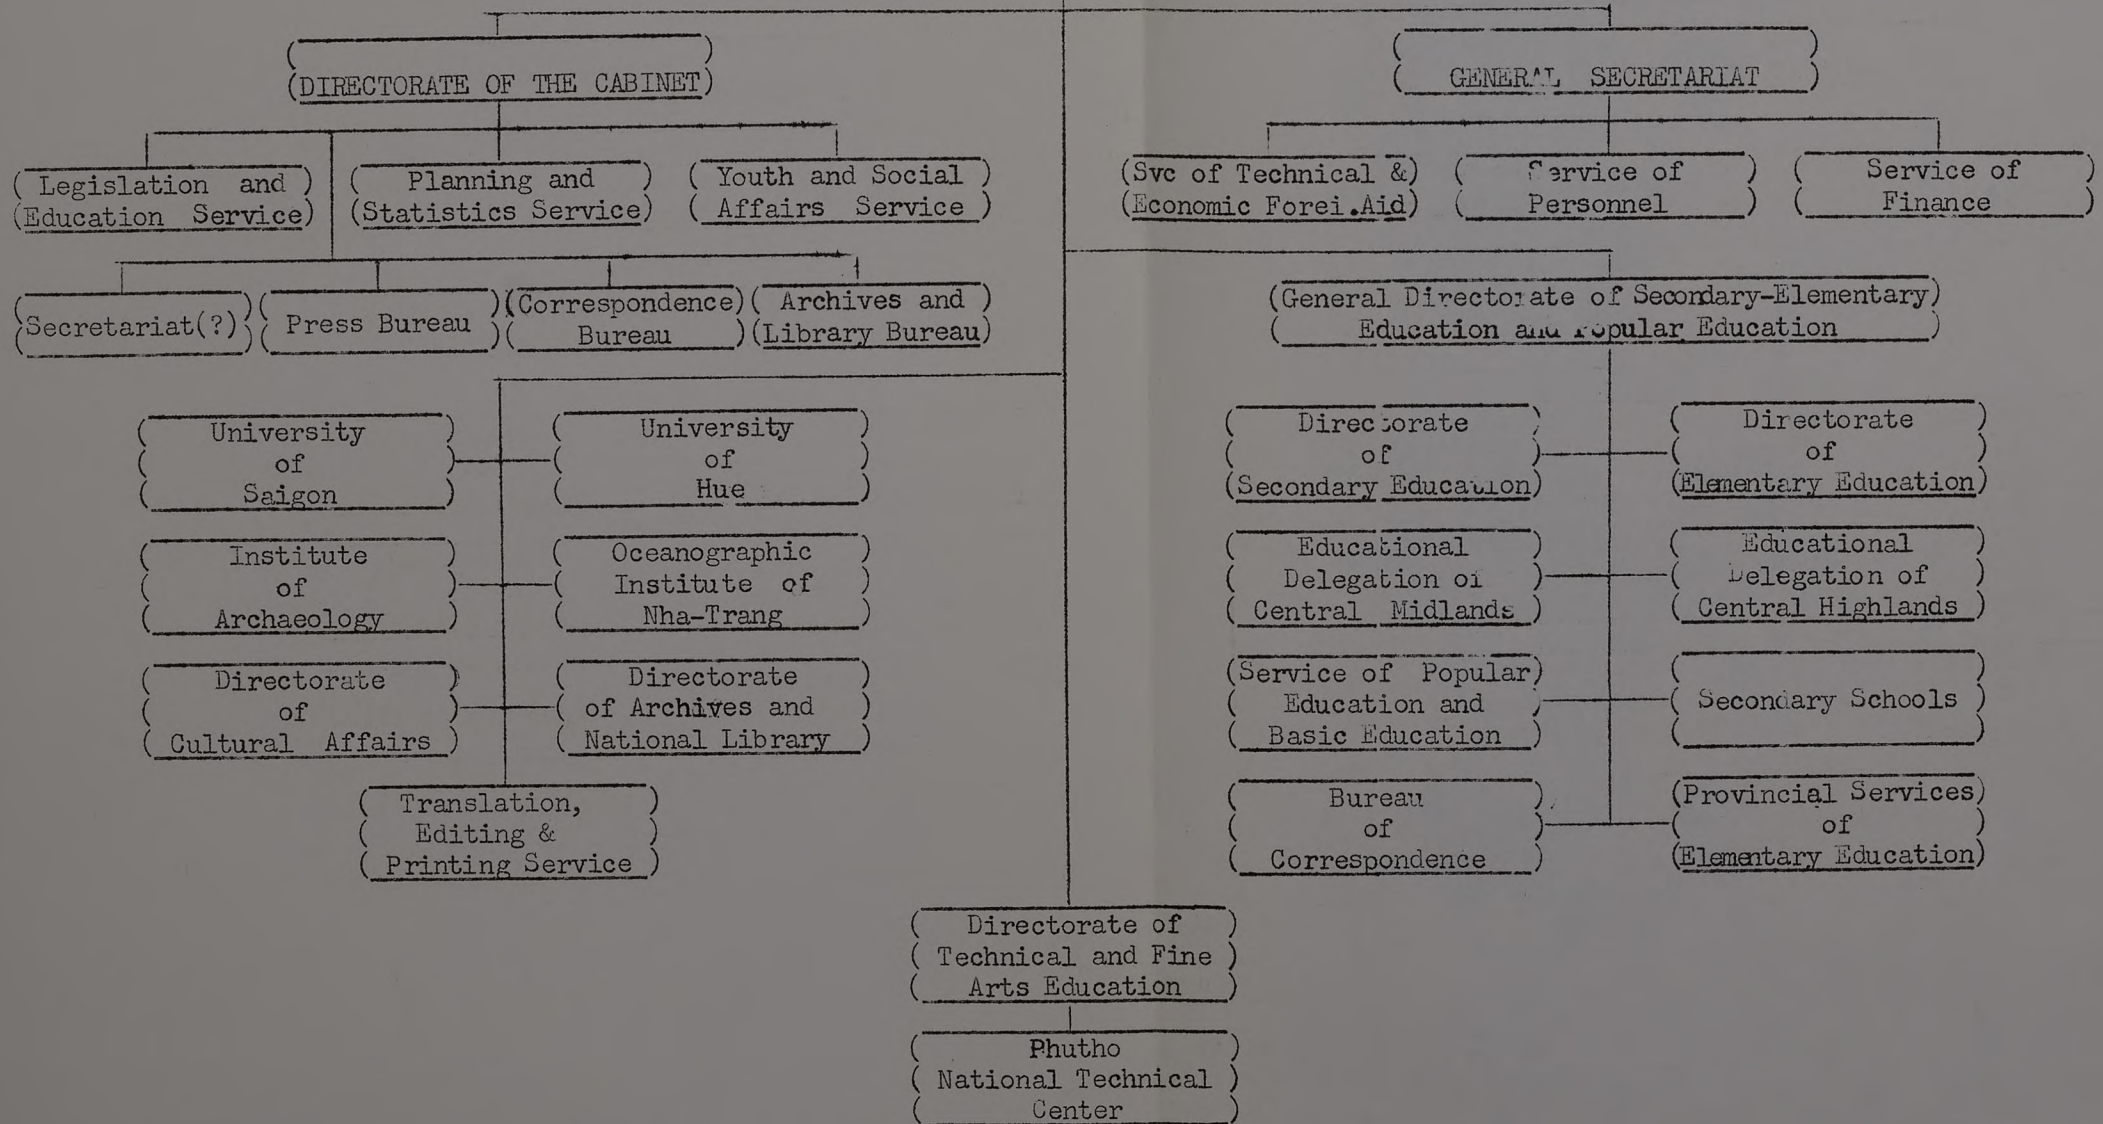 DIRECTORATE OF THE CABINET
GENERAL SECRETARIAT
Legislation and
Education Service
Planning and
Statistics Service
Youth and Social
Affairs Service
Svc of Technical &
Economic Forei.Aid
Service of
Personnel
Service of
Finance
Secretariat(?)
Press Bureau
Correspondence
Bureau
Archives and
Library Bureau
General Directorate of Secondary-Elementary
Education and Popular Education
University
of
Saigon
University
of
Hue
Institute
of
Archaeology
Oceanographic
Institute of
Nha-Trang
Directorate
of
Cultural Affairs
Directorate
of Archives and
National Library
Translation,
Editing &
Printing Service
Directorate
of
Secondary Education
Directorate
of
Elementary Education
Educational
Delegation of
Central Midlands
Educational
Delegation of
Central Highlands
Service of Popular
Education and
Basic Education
Secondary Schools
Bureau
of
Correspondence
Provincial Services
of
Elementary Education
Directorate of
Technical and Fine
Arts Education
Phutho
National Technical
Center